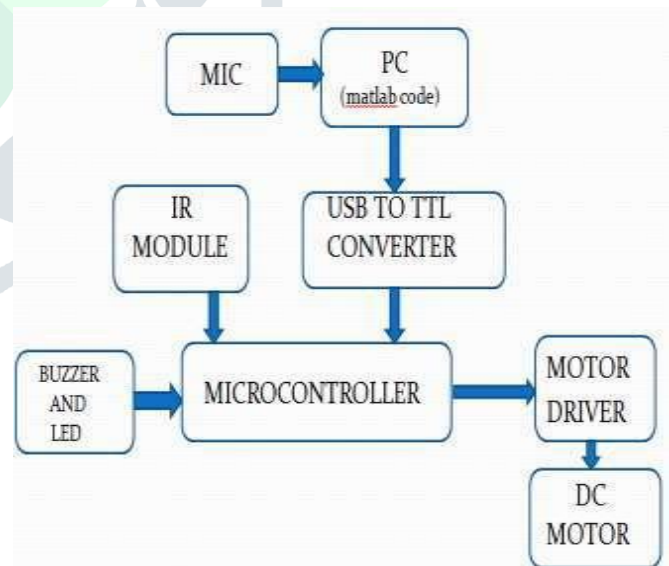 MIC
PC
(matlab code)
IR
MODULE
USB TO TTL
CONVERTER
BUZZER
AND
LED
MICROCONTROLLER
MOTOR
DRIVER
DC
MOTOR